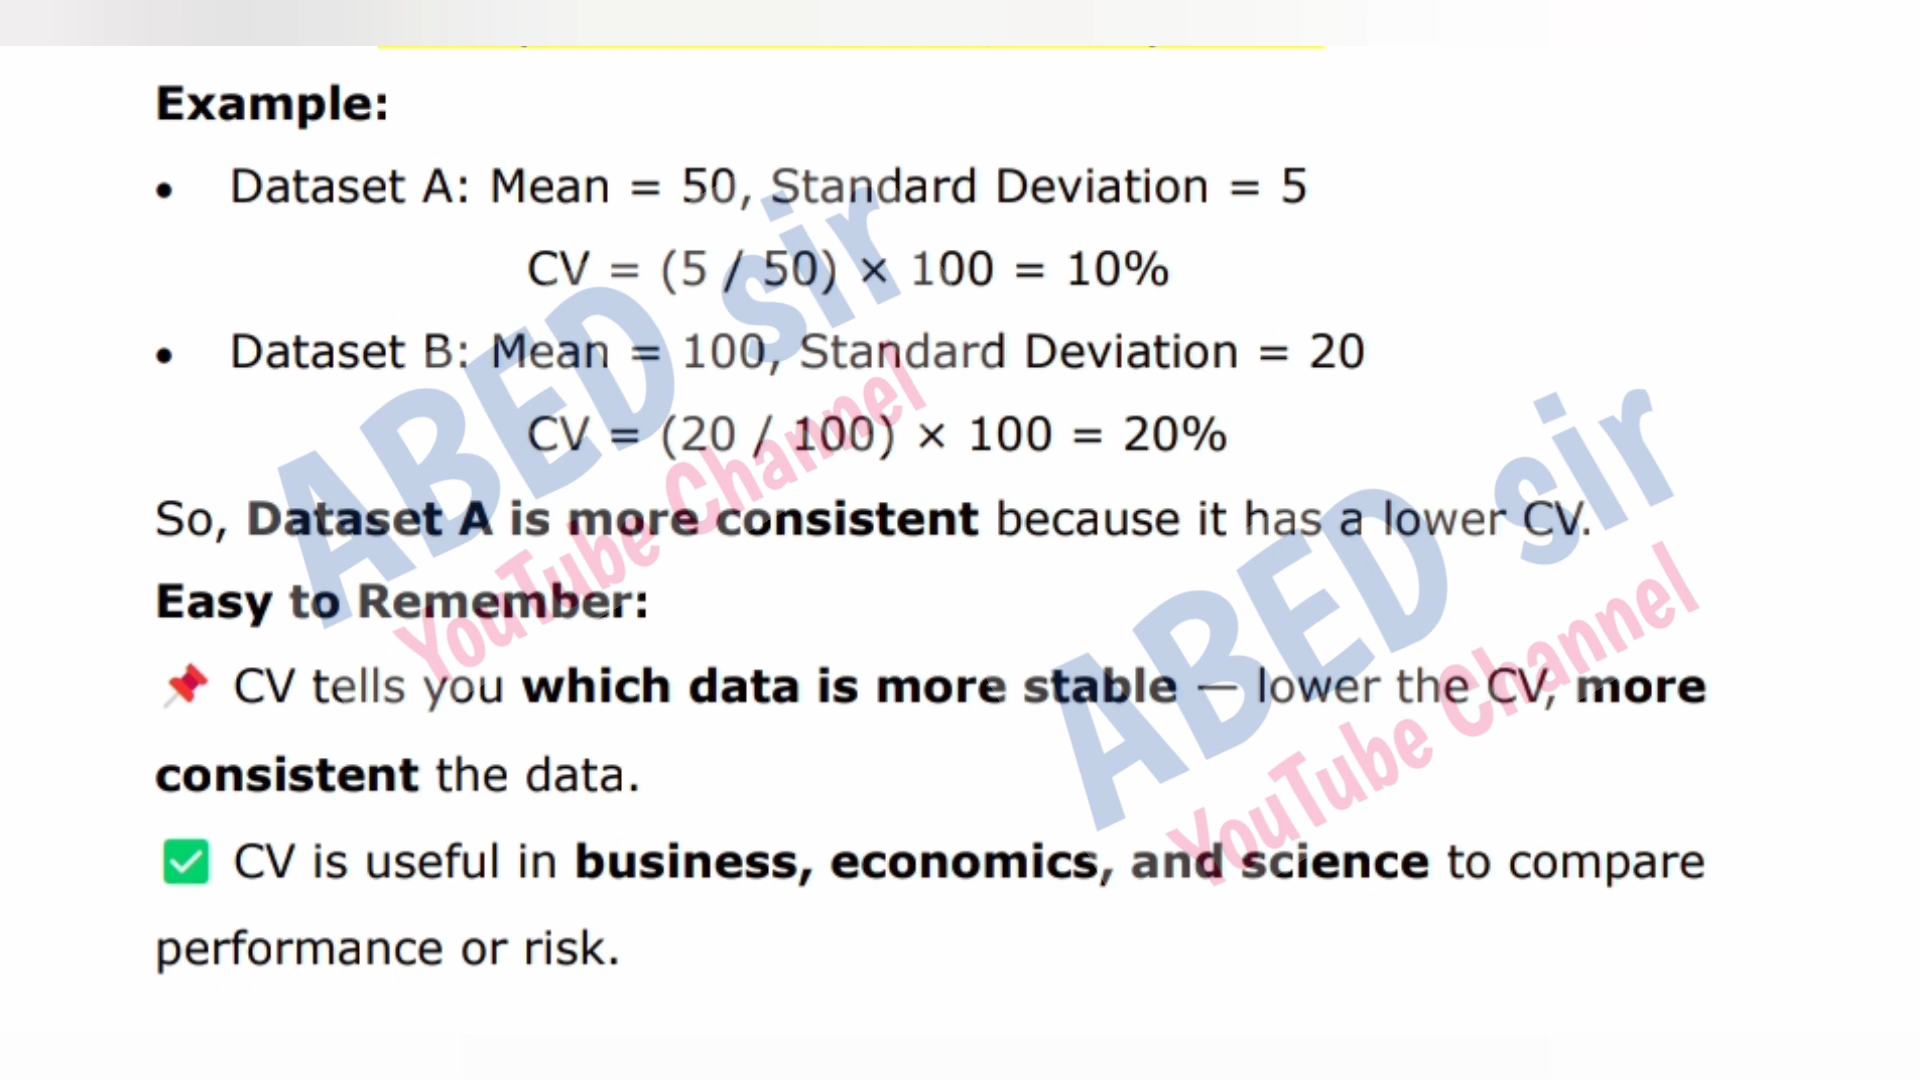 Example:
• Dataset A: Mean = 50, Standard Deviation = 5
CV = (5 / 50) × 100 = 10%
• Dataset B: Mean = 100, Standard Deviation = 20
CV = (20 / 100) × 100 = 20%
So, Dataset A is more consistent because it has a lower CV.
Easy to Remember:
📌 CV tells you which data is more stable — lower the CV, more
consistent the data.
✅ CV is useful in business, economics, and science to compare
performance or risk.
ABED sir
YouTube Channel
ABED sir
YouTube Channel